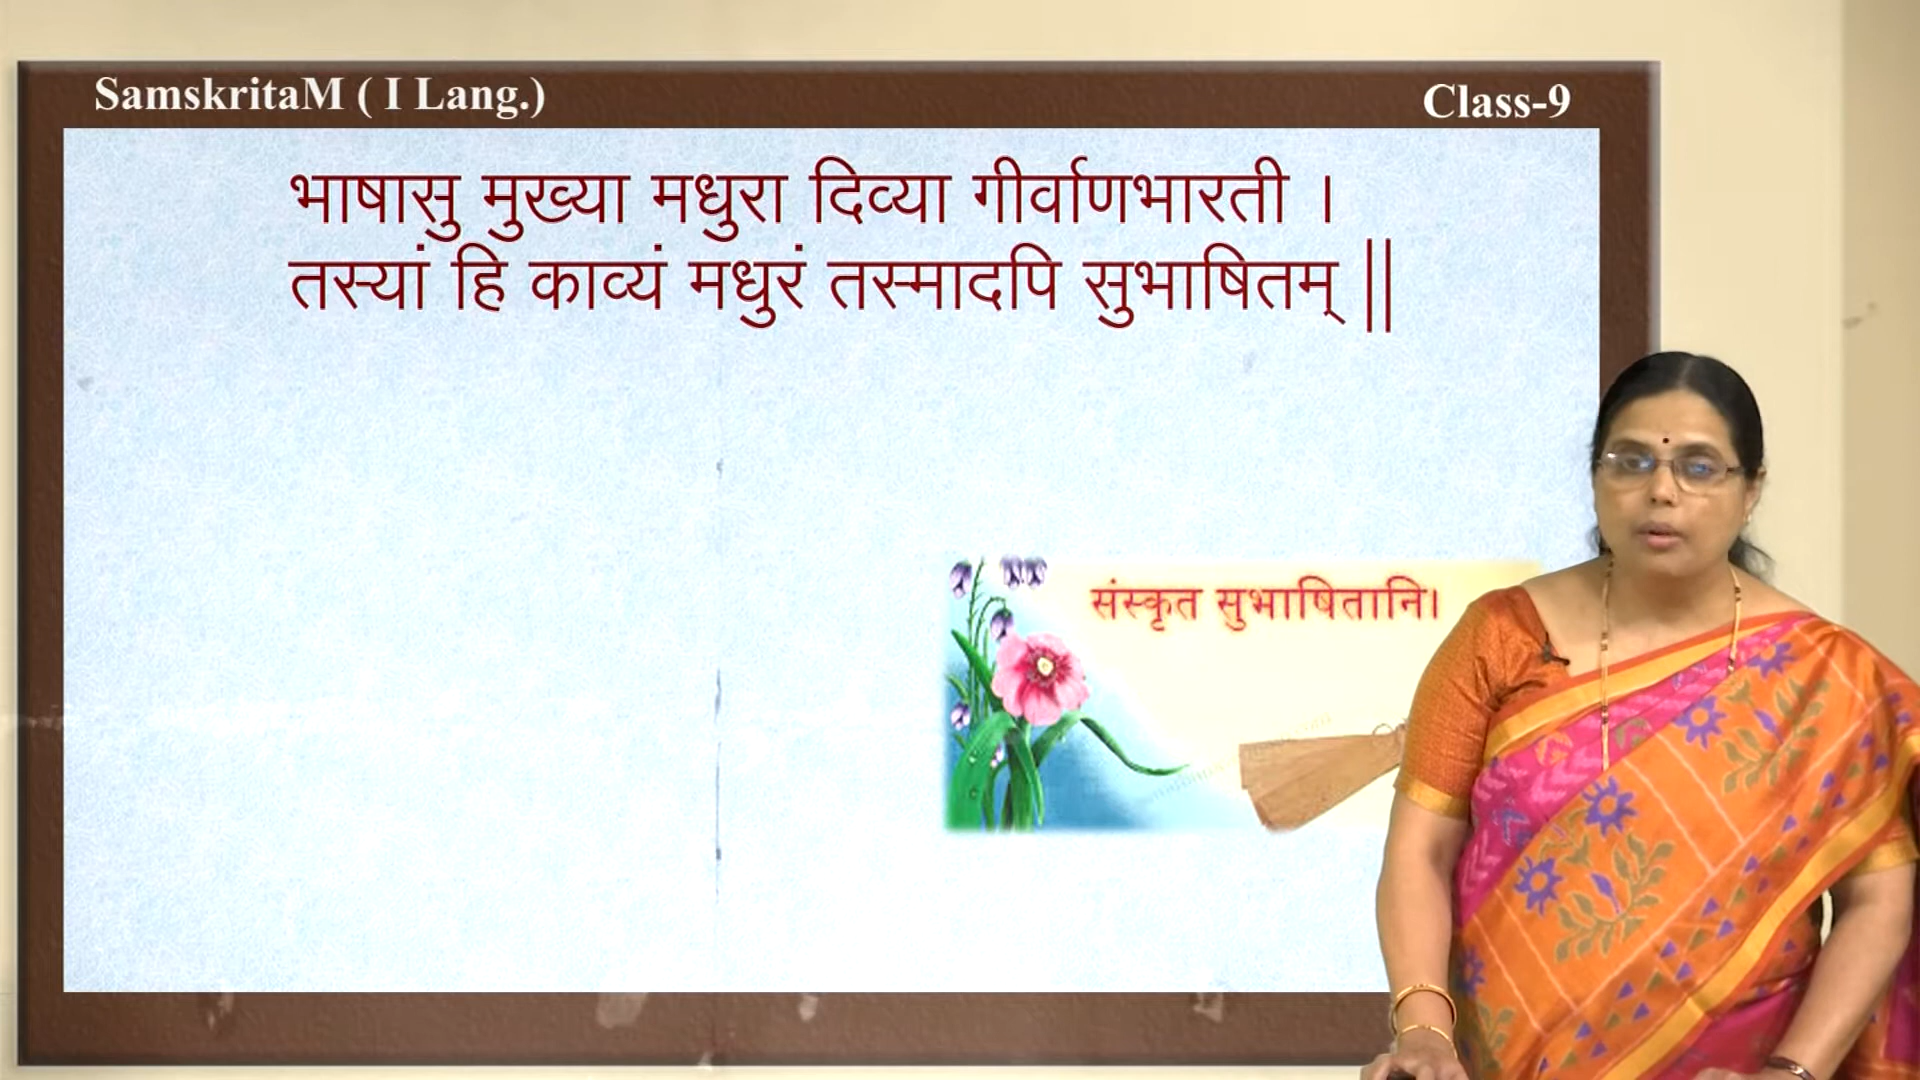 SamskritaM ( I Lang.)
Class-9
भाषासु मुख्या मधुरा दिव्या गीर्वाणभारती ।
तस्यां हि काव्यं मधुरं तस्मादपि सुभाषितम् ||
संस्कृत सुभाषितानि।